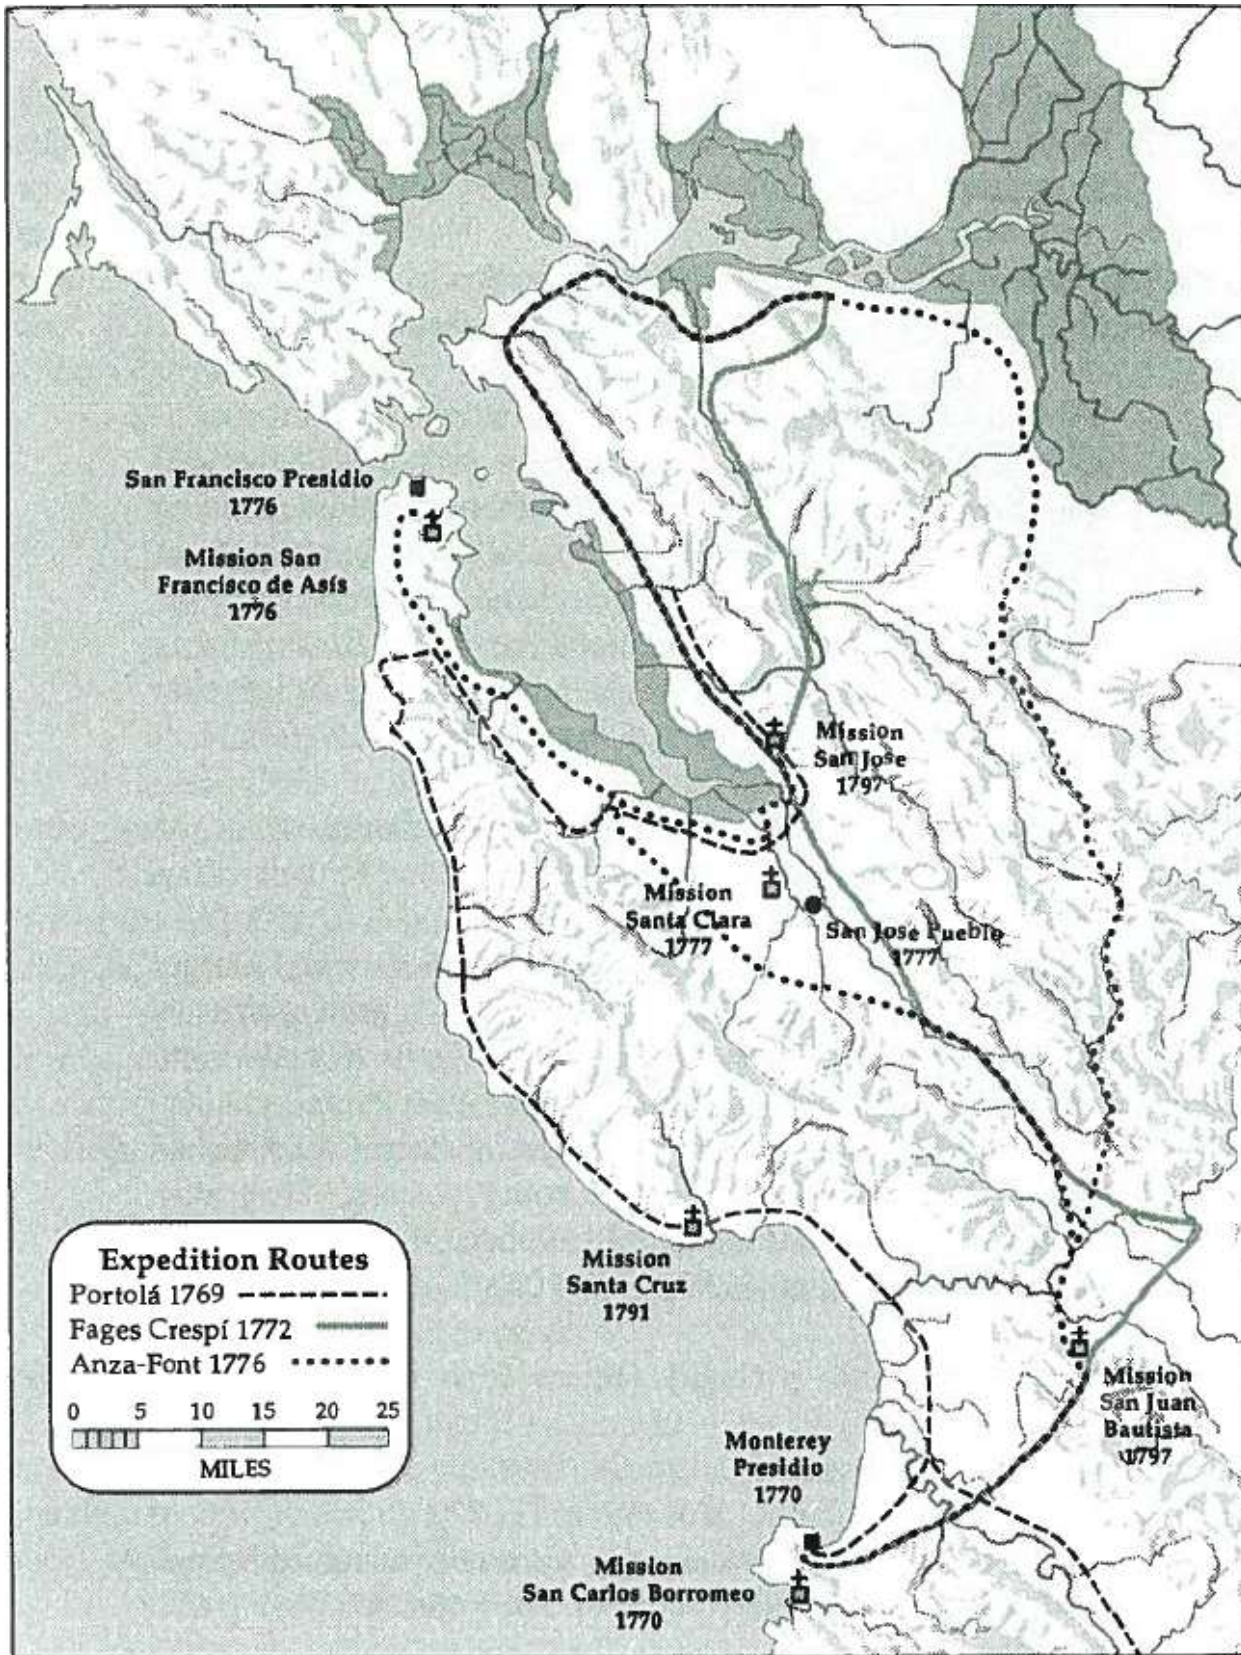 San Francisco Presidio
1776
Mission San
Francisco de Asís
1776
Mission
San Jose
1797
Mission
Santa Clara
1777
San Jose Pueblo
1777
Mission
Santa Cruz
1791
Expedition Routes
Portolá 1769
Fages Crespí 1772
Anza-Font 1776
0 5 10 15 20 25
MILES
Mission
San Juan
Bautista
1797
Monterey
Presidio
1770
Mission
San Carlos Borromeo
1770